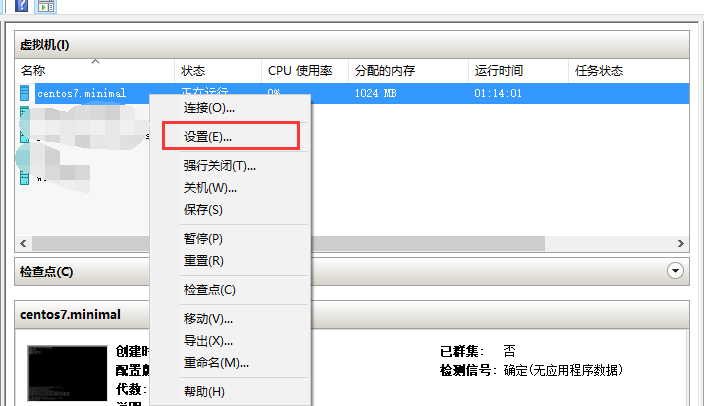 虚拟机(I)
名称 状态 CPU 使用率 分配的内存 运行时间 任务状态
centos7.minimal 正在运行 0% 1024 MB 01:14:01
连接(O)...
设置(E)...
强行关闭(T)...
关机(W)...
保存(S)
暂停(P)
重置(R)
检查点(C)
移动(V)...
导出(X)...
重命名(M)...
帮助(H)
检查点(C)
centos7.minimal
创建时 已群集: 否
配置 检测信号: 确定(无应用程序数据)
代数: